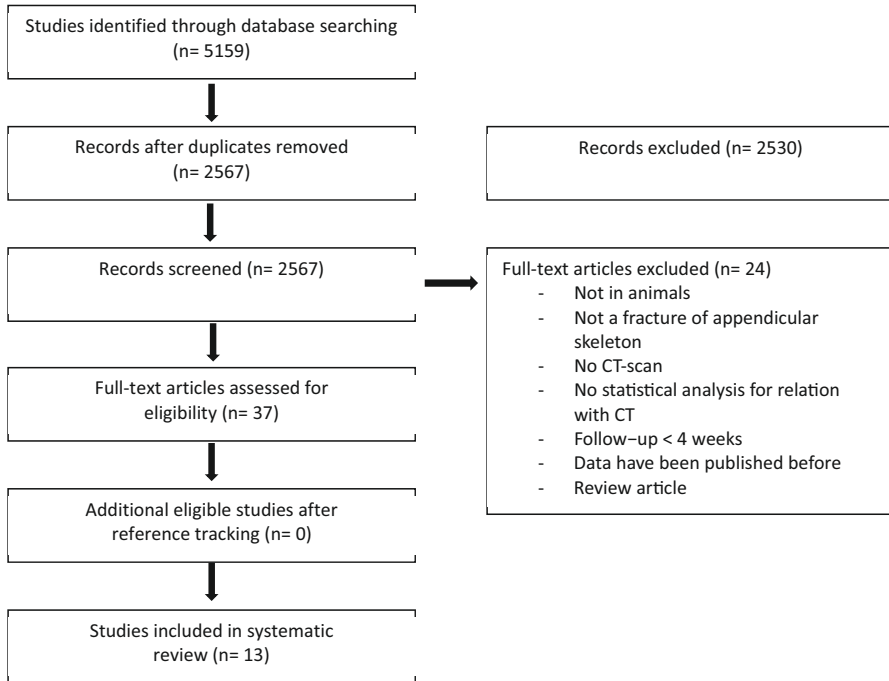 Studies identified through database searching
(n= 5159)
Records after duplicates removed
(n= 2567)
Records excluded (n= 2530)
Records screened (n= 2567)
Full-text articles excluded (n= 24)
- Not in animals
- Not a fracture of appendicular
skeleton
- No CT-scan
- No statistical analysis for relation
with CT
- Follow−up < 4 weeks
- Data have been published before
- Review article
Full-text articles assessed for
eligibility (n= 37)
Additional eligible studies after
reference tracking (n= 0)
Studies included in systematic
review (n= 13)